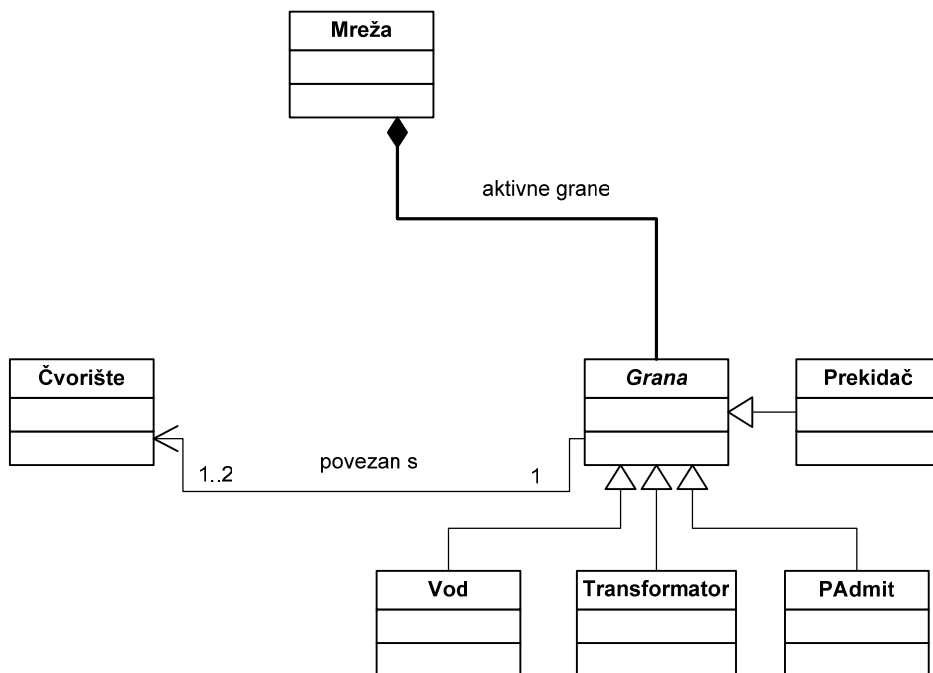 Mreža
aktivne grane
Čvorište
Grana
Prekidač
povezan s
1..2
1
Vod
Transformator
PAdmit